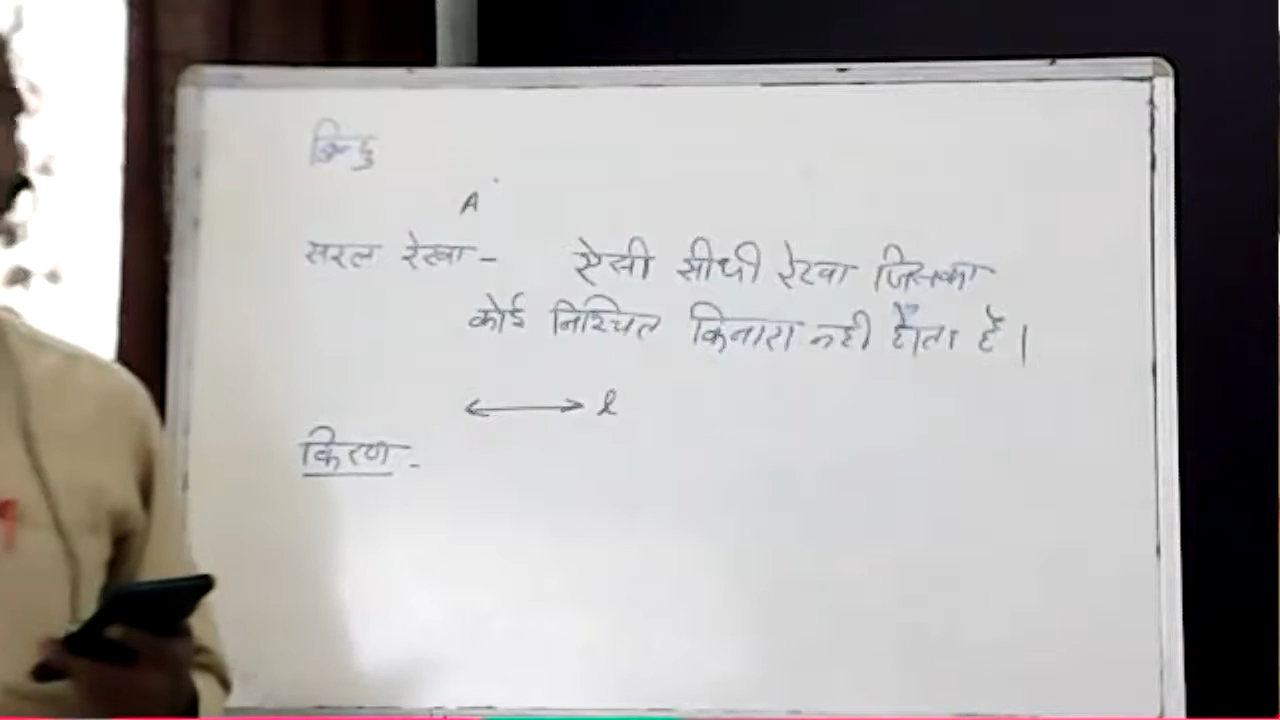 बिन्दु
A
सरल रेखा - ऐसी सीधी रेखा जिसका
कोई निश्चित किनारा नही होता है।
l
किरण -